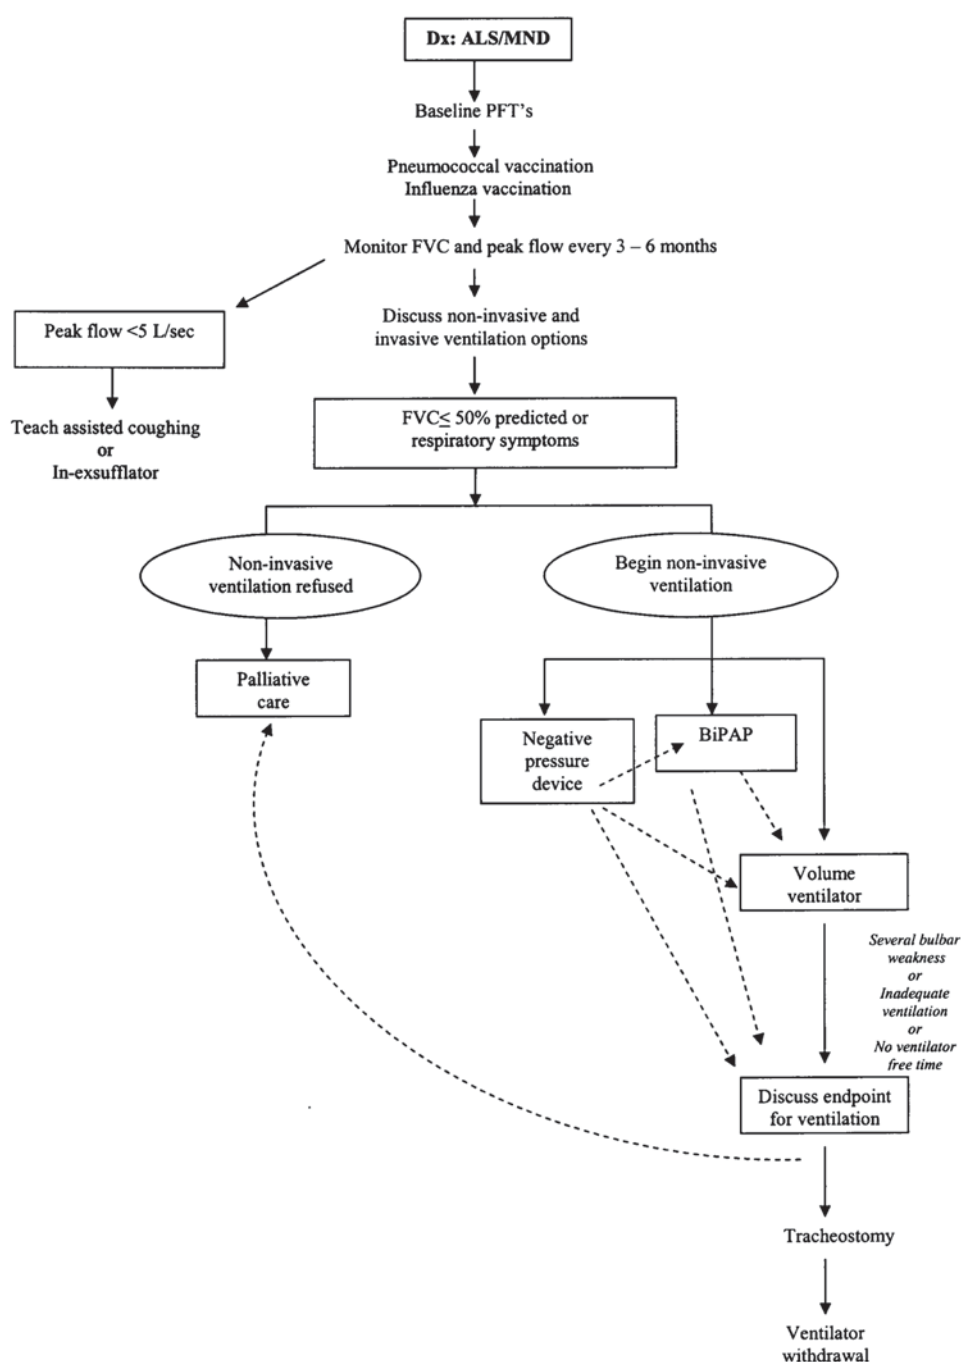 Dx: ALS/MND
Baseline PFT's
Pneumococcal vaccination
Influenza vaccination
Monitor FVC and peak flow every 3 – 6 months
Peak flow <5 L/sec
Discuss non-invasive and
invasive ventilation options
Teach assisted coughing
or
In-exsufflator
FVC≤ 50% predicted or
respiratory symptoms
Non-invasive
ventilation refused
Begin non-invasive
ventilation
Palliative
care
Negative
pressure
device
BiPAP
Volume
ventilator
Several bulbar
weakness
or
Inadequate
ventilation
or
No ventilator
free time
Discuss endpoint
for ventilation
Tracheostomy
Ventilator
withdrawal